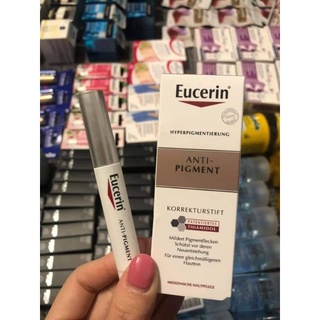 Eucerin
HYPERPIGMENTIERUNG
ANTI-
PIGMENT
KORREKTURSTIFT
PATENTIERTES
THIAMIDOL
Mildert Pigmentflecken
Schützt vor deren
Neuentstehung
Für einen gleichmäßigeren
Hautton
MEDIZINISCHE HAUTPFLEGE
Eucerin
ANTI-PIGMENT